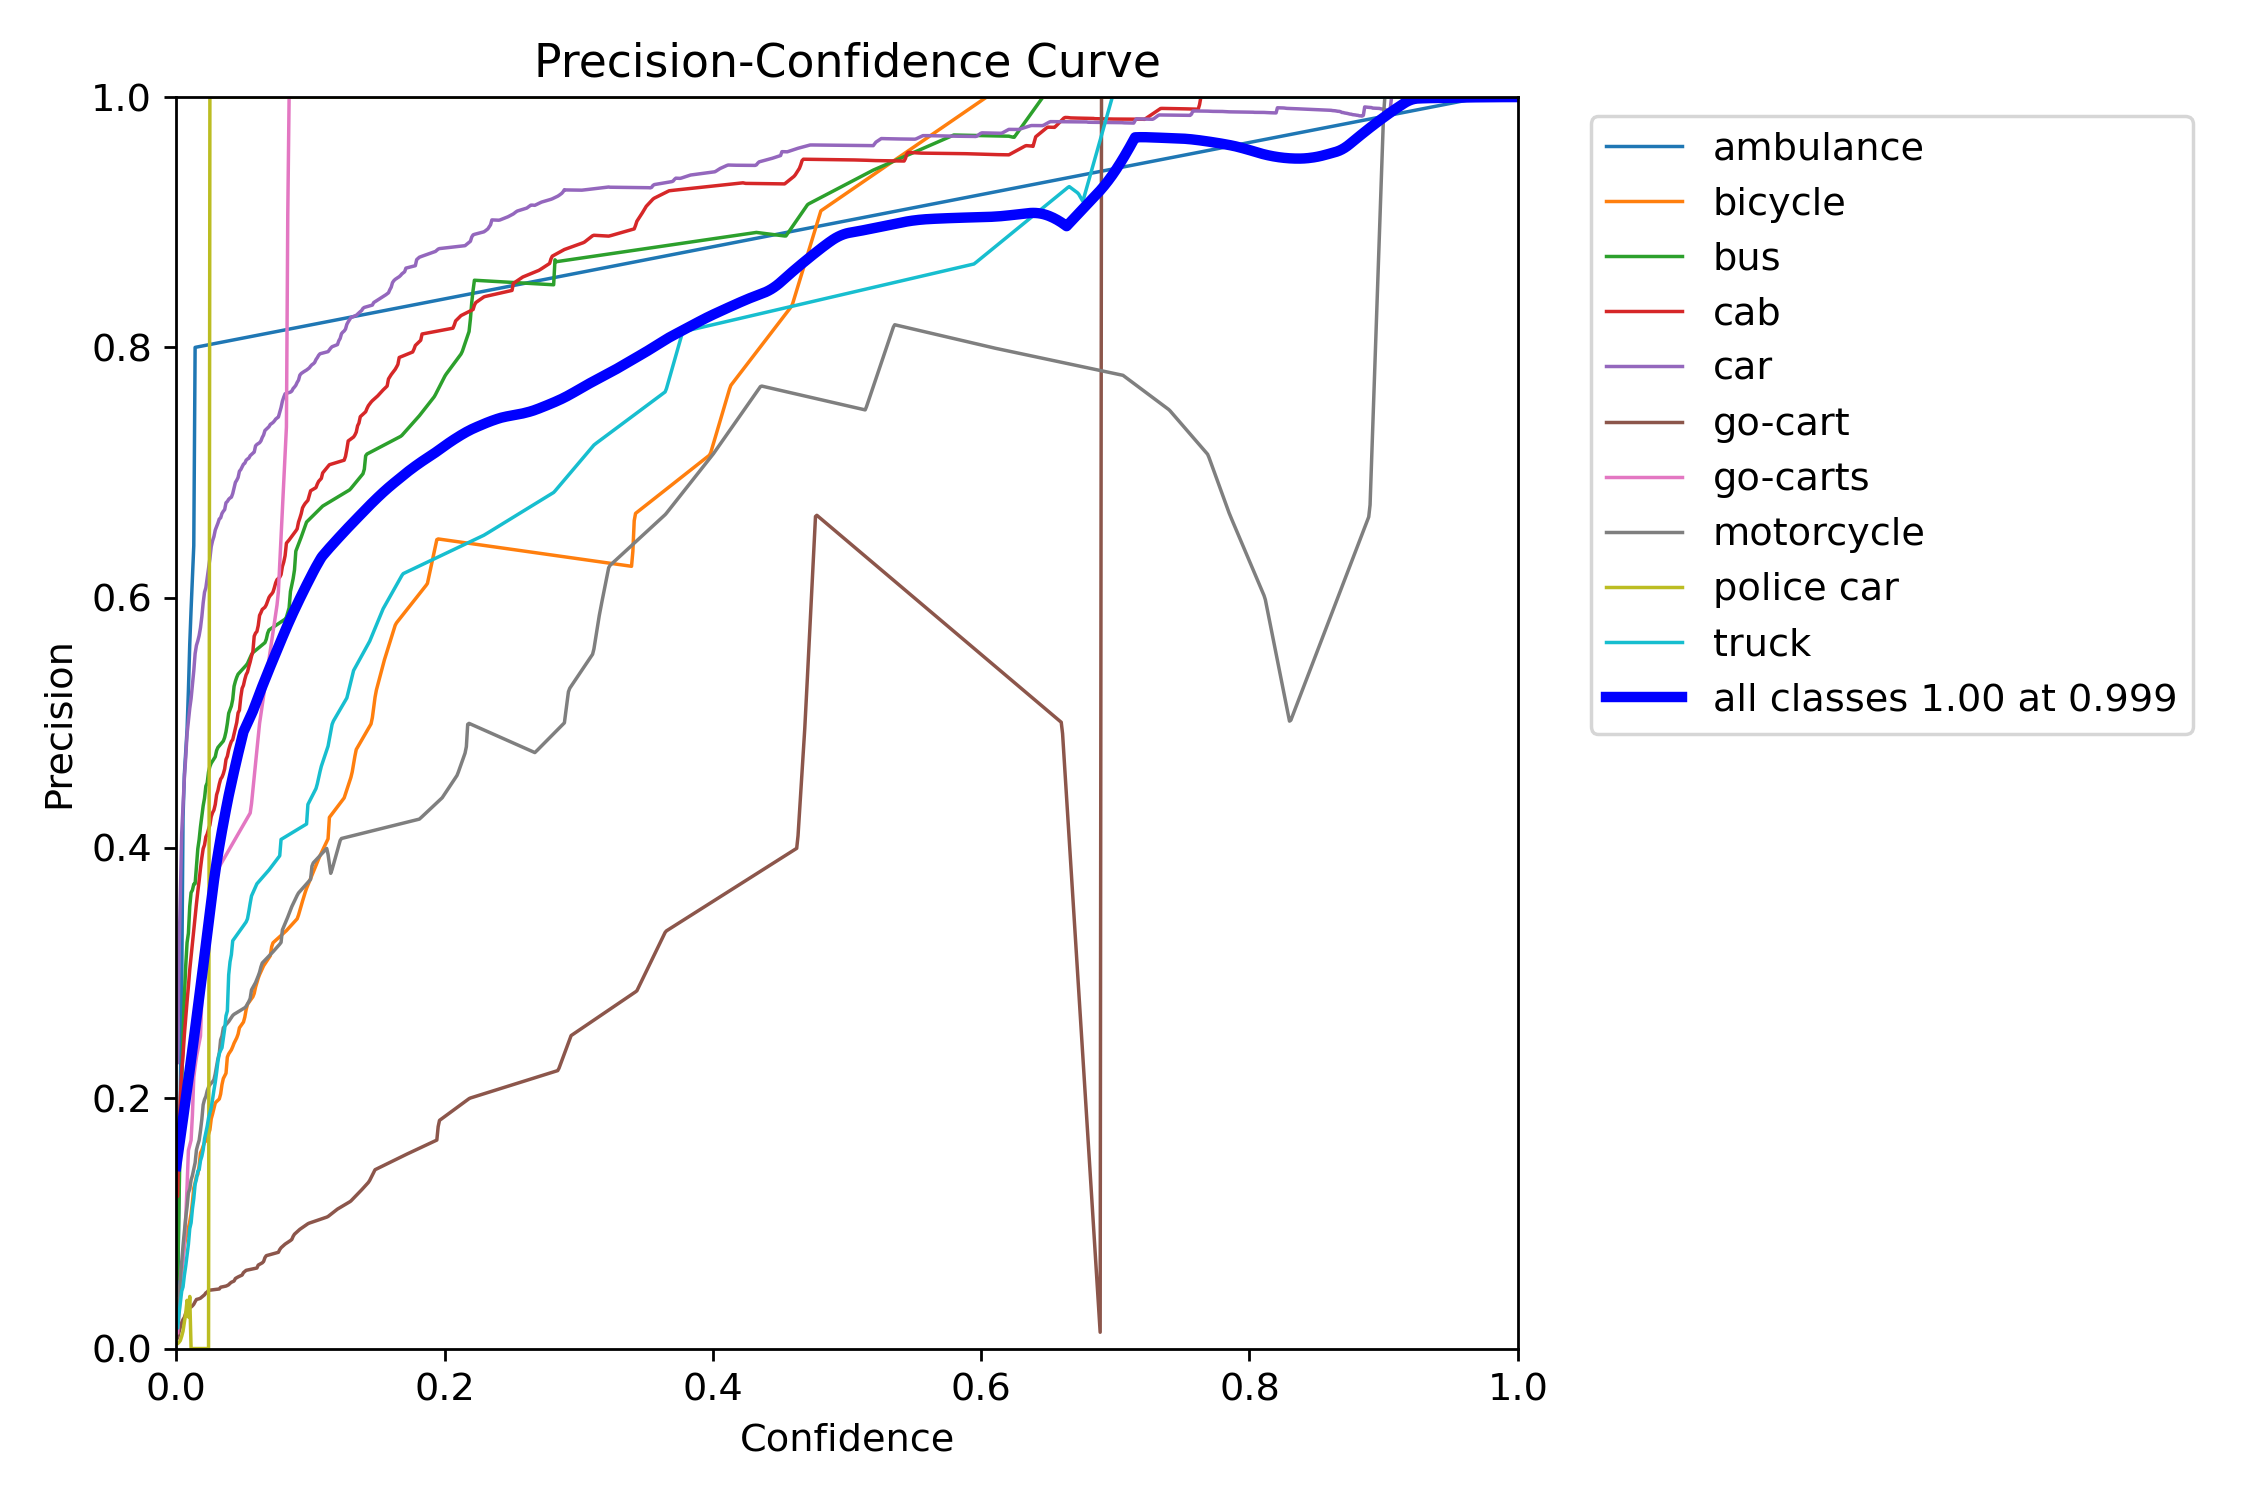 Precision-Confidence Curve
1.0
0.8
0.6
0.4
0.2
0.0
Precision
0.0 0.2 0.4 0.6 0.8 1.0
Confidence
ambulance
bicycle
bus
cab
car
go-cart
go-carts
motorcycle
police car
truck
all classes 1.00 at 0.999